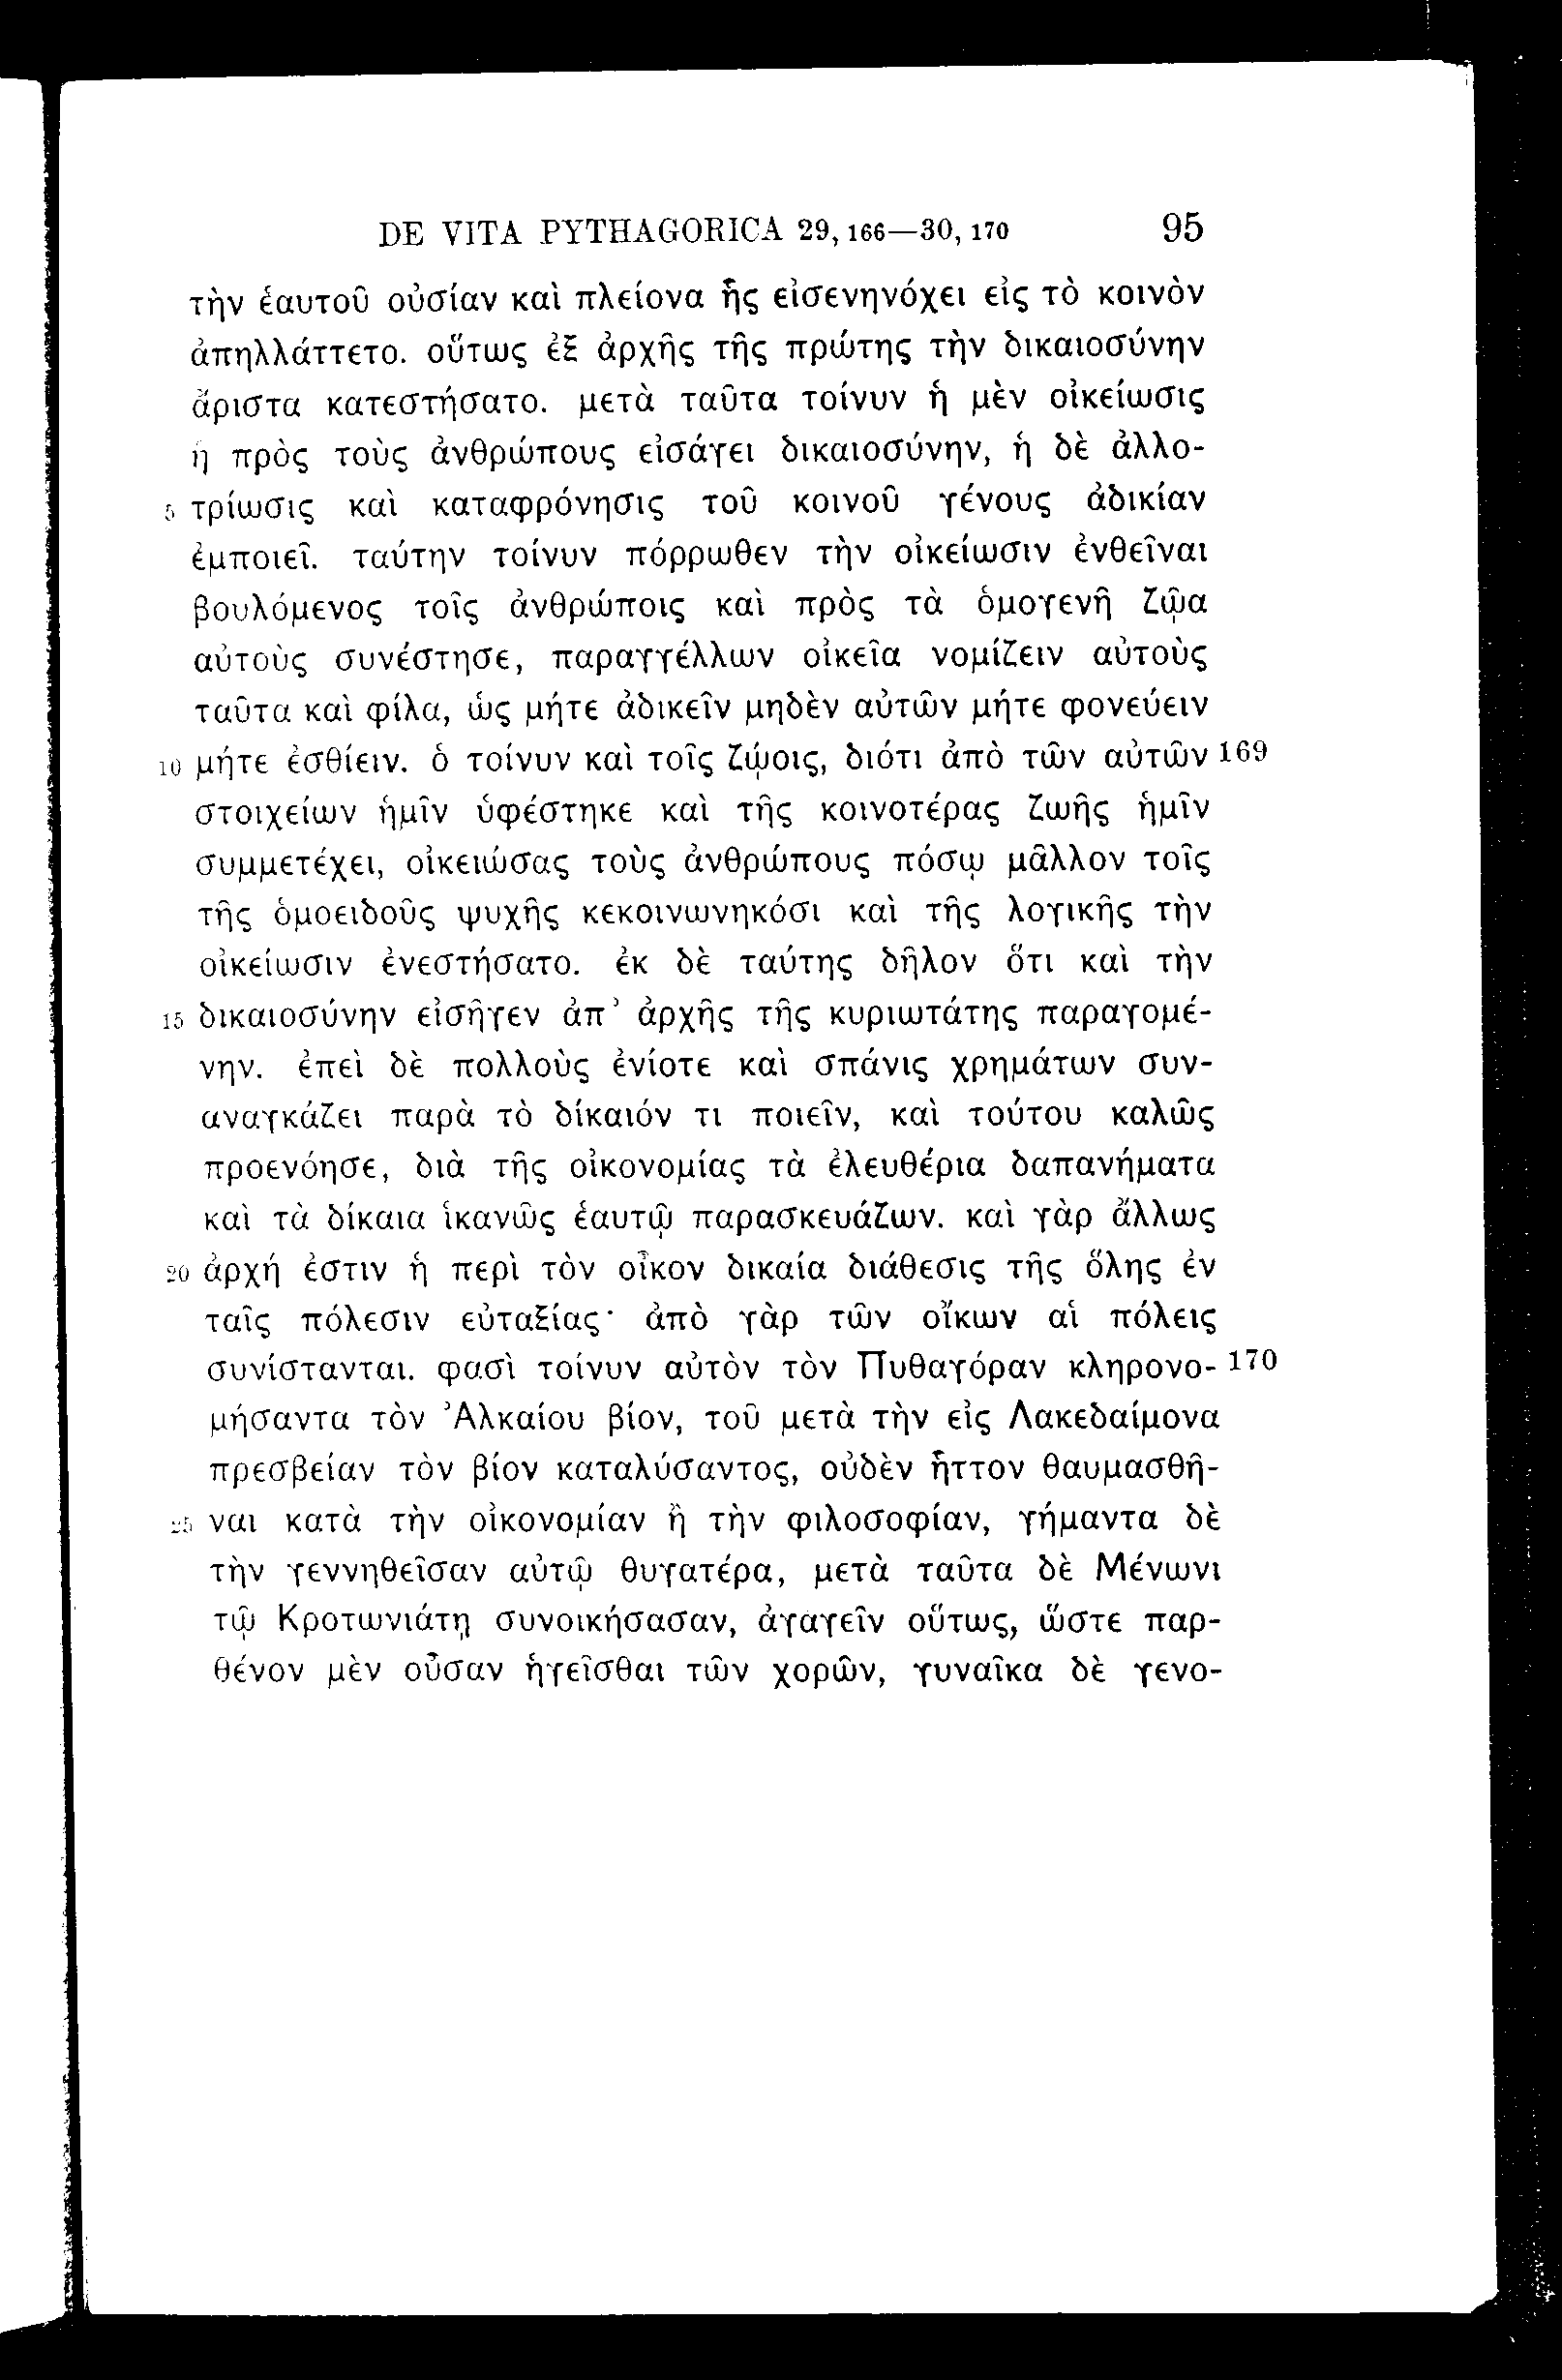 DE VITA PYTHAGORICA 29, 166—30, 170 95
τὴν ἑαυτοῦ οὐσίαν καὶ πλείονα ἧς εἰσενηνόχει εἰς τὸ κοινὸν
ἀπηλλάττετο. οὕτως ἐξ ἀρχῆς τῆς πρώτης τὴν δικαιοσύνην
ἄριστα κατεστήσατο. μετὰ ταῦτα τοίνυν ἡ μὲν οἰκείωσις
ἡ πρὸς τοὺς ἀνθρώπους εἰσάγει δικαιοσύνην, ἡ δὲ ἀλλο-
5 τρίωσις καὶ καταφρόνησις τοῦ κοινοῦ γένους ἀδικίαν
ἐμποιεῖ. ταύτην τοίνυν πόρρωθεν τὴν οἰκείωσιν ἐνθεῖναι
βουλόμενος τοῖς ἀνθρώποις καὶ πρὸς τὰ ὁμογενῆ ζῷα
αὐτοὺς συνέστησε, παραγγέλλων οἰκεῖα νομίζειν αὐτοὺς
ταῦτα καὶ φίλα, ὡς μήτε ἀδικεῖν μηδὲν αὐτῶν μήτε φονεύειν
10 μήτε ἐσθίειν. ὁ τοίνυν καὶ τοῖς ζῴοις, διότι ἀπὸ τῶν αὐτῶν 169
στοιχείων ἡμῖν ὑφέστηκε καὶ τῆς κοινοτέρας ζωῆς ἡμῖν
συμμετέχει, οἰκειώσας τοὺς ἀνθρώπους πόσῳ μᾶλλον τοῖς
τῆς ὁμοειδοῦς ψυχῆς κεκοινωνηκόσι καὶ τῆς λογικῆς τὴν
οἰκείωσιν ἐνεστήσατο. ἐκ δὲ ταύτης δῆλον ὅτι καὶ τὴν
15 δικαιοσύνην εἰσῆγεν ἀπ’ ἀρχῆς τῆς κυριωτάτης παραγομέ-
νην. ἐπεὶ δὲ πολλοὺς ἐνίοτε καὶ σπάνις χρημάτων συν-
αναγκάζει παρὰ τὸ δίκαιόν τι ποιεῖν, καὶ τούτου καλῶς
προενόησε, διὰ τῆς οἰκονομίας τὰ ἐλευθέρια δαπανήματα
καὶ τὰ δίκαια ἱκανῶς ἑαυτῷ παρασκευάζων. καὶ γὰρ ἄλλως
20 ἀρχή ἐστιν ἡ περὶ τὸν οἶκον δικαία διάθεσις τῆς ὅλης ἐν
ταῖς πόλεσιν εὐταξίας· ἀπὸ γὰρ τῶν οἴκων αἱ πόλεις
συνίστανται. φασὶ τοίνυν αὐτὸν τὸν Πυθαγόραν κληρονο- 170
μήσαντα τὸν Ἀλκαίου βίον, τοῦ μετὰ τὴν εἰς Λακεδαίμονα
πρεσβείαν τὸν βίον καταλύσαντος, οὐδὲν ἧττον θαυμασθῆ-
25 ναι κατὰ τὴν οἰκονομίαν ἢ τὴν φιλοσοφίαν, γήμαντα δὲ
τὴν γεννηθεῖσαν αὐτῷ θυγατέρα, μετὰ ταῦτα δὲ Μένωνι
τῷ Κροτωνιάτῃ συνοικήσασαν, ἀγαγεῖν οὕτως, ὥστε παρ-
θένον μὲν οὖσαν ἡγεῖσθαι τῶν χορῶν, γυναῖκα δὲ γενο-